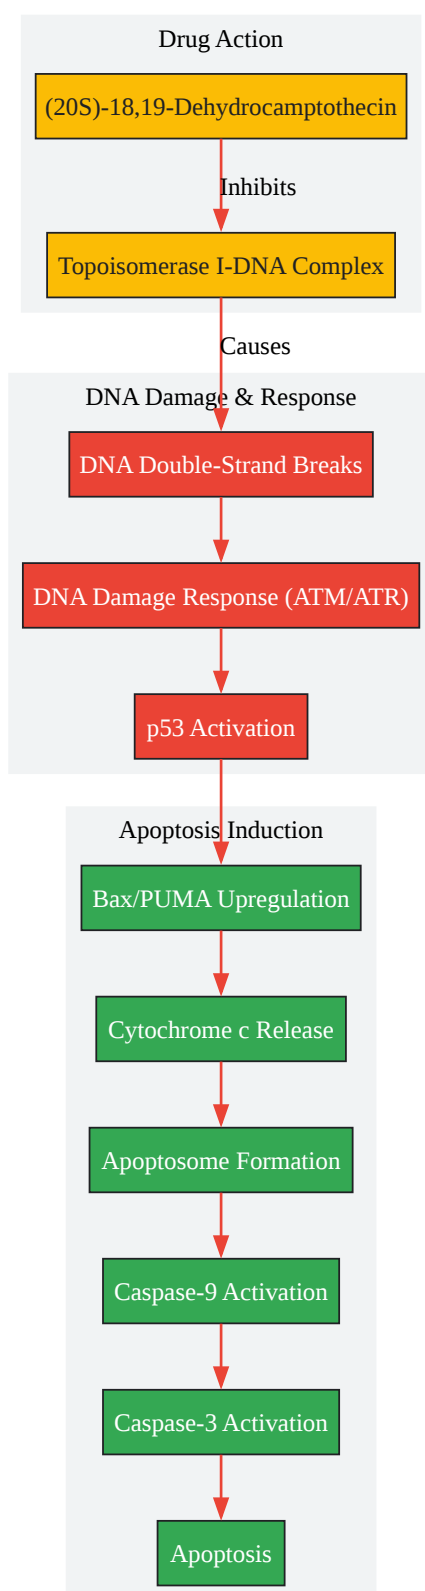 Drug Action
(20S)-18,19-Dehydrocamptothecin
Inhibits
Topoisomerase I-DNA Complex
Causes
DNA Damage & Response
DNA Double-Strand Breaks
DNA Damage Response (ATM/ATR)
p53 Activation
Apoptosis Induction
Bax/PUMA Upregulation
Cytochrome c Release
Apoptosome Formation
Caspase-9 Activation
Caspase-3 Activation
Apoptosis